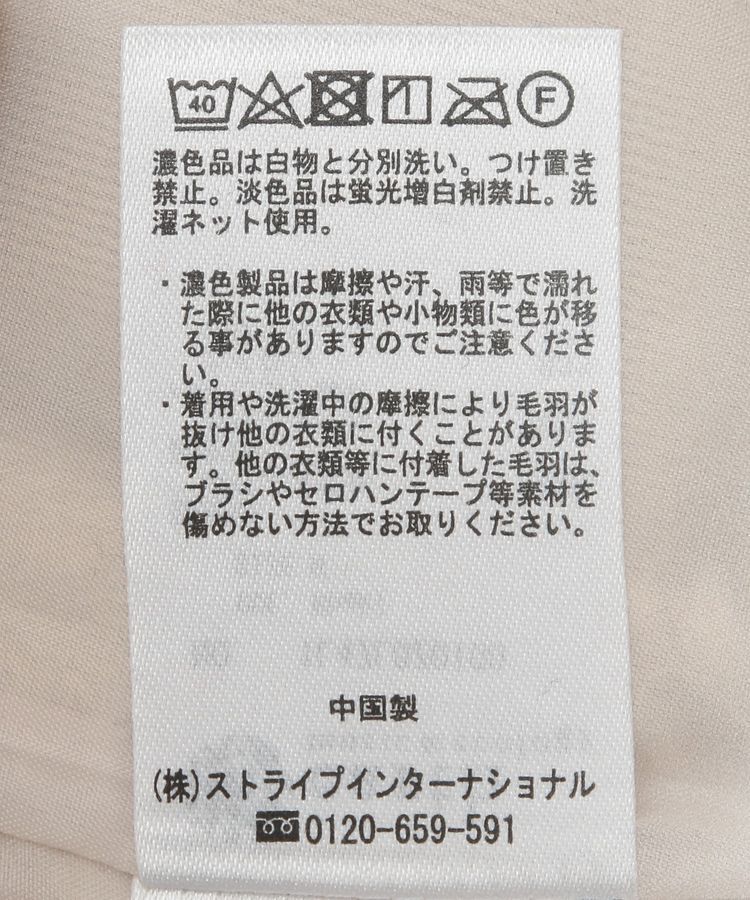 40 F
濃色品は白物と分別洗い。つけ置き
禁止。淡色品は蛍光増白剤禁止。洗
濯ネット使用。
・濃色製品は摩擦や汗、雨等で濡れ
た際に他の衣類や小物類に色が移
る事がありますのでご注意くださ
い。
・着用や洗濯中の摩擦により毛羽が
抜け他の衣類に付くことがありま
す。他の衣類等に付着した毛羽は、
ブラシやセロハンテープ等素材を
傷めない方法でお取りください。
中国製
(株)ストライプインターナショナル
0120-659-591